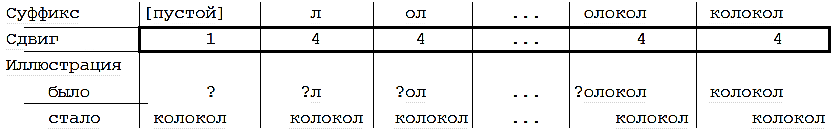 Суффикс [пустой] л ол ... олокол колокол
Сдвиг 1 4 4 ... 4 4
Иллюстрация
было ? ?л ?ол ... ?олокол колокол
стало колокол колокол колокол ... колокол колокол